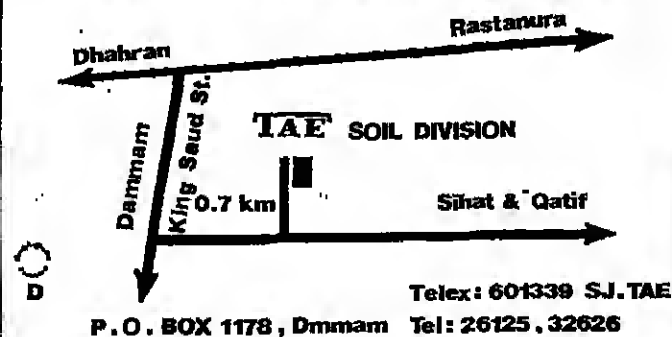 Rastanura
Dhahran
Dammam
King Saud St.
TAE SOIL DIVISION
0.7 km
Sihat & Qatif
D
Telex: 601339 SJ.TAE
P.O. BOX 1178, Dmmam Tel: 26125, 32626